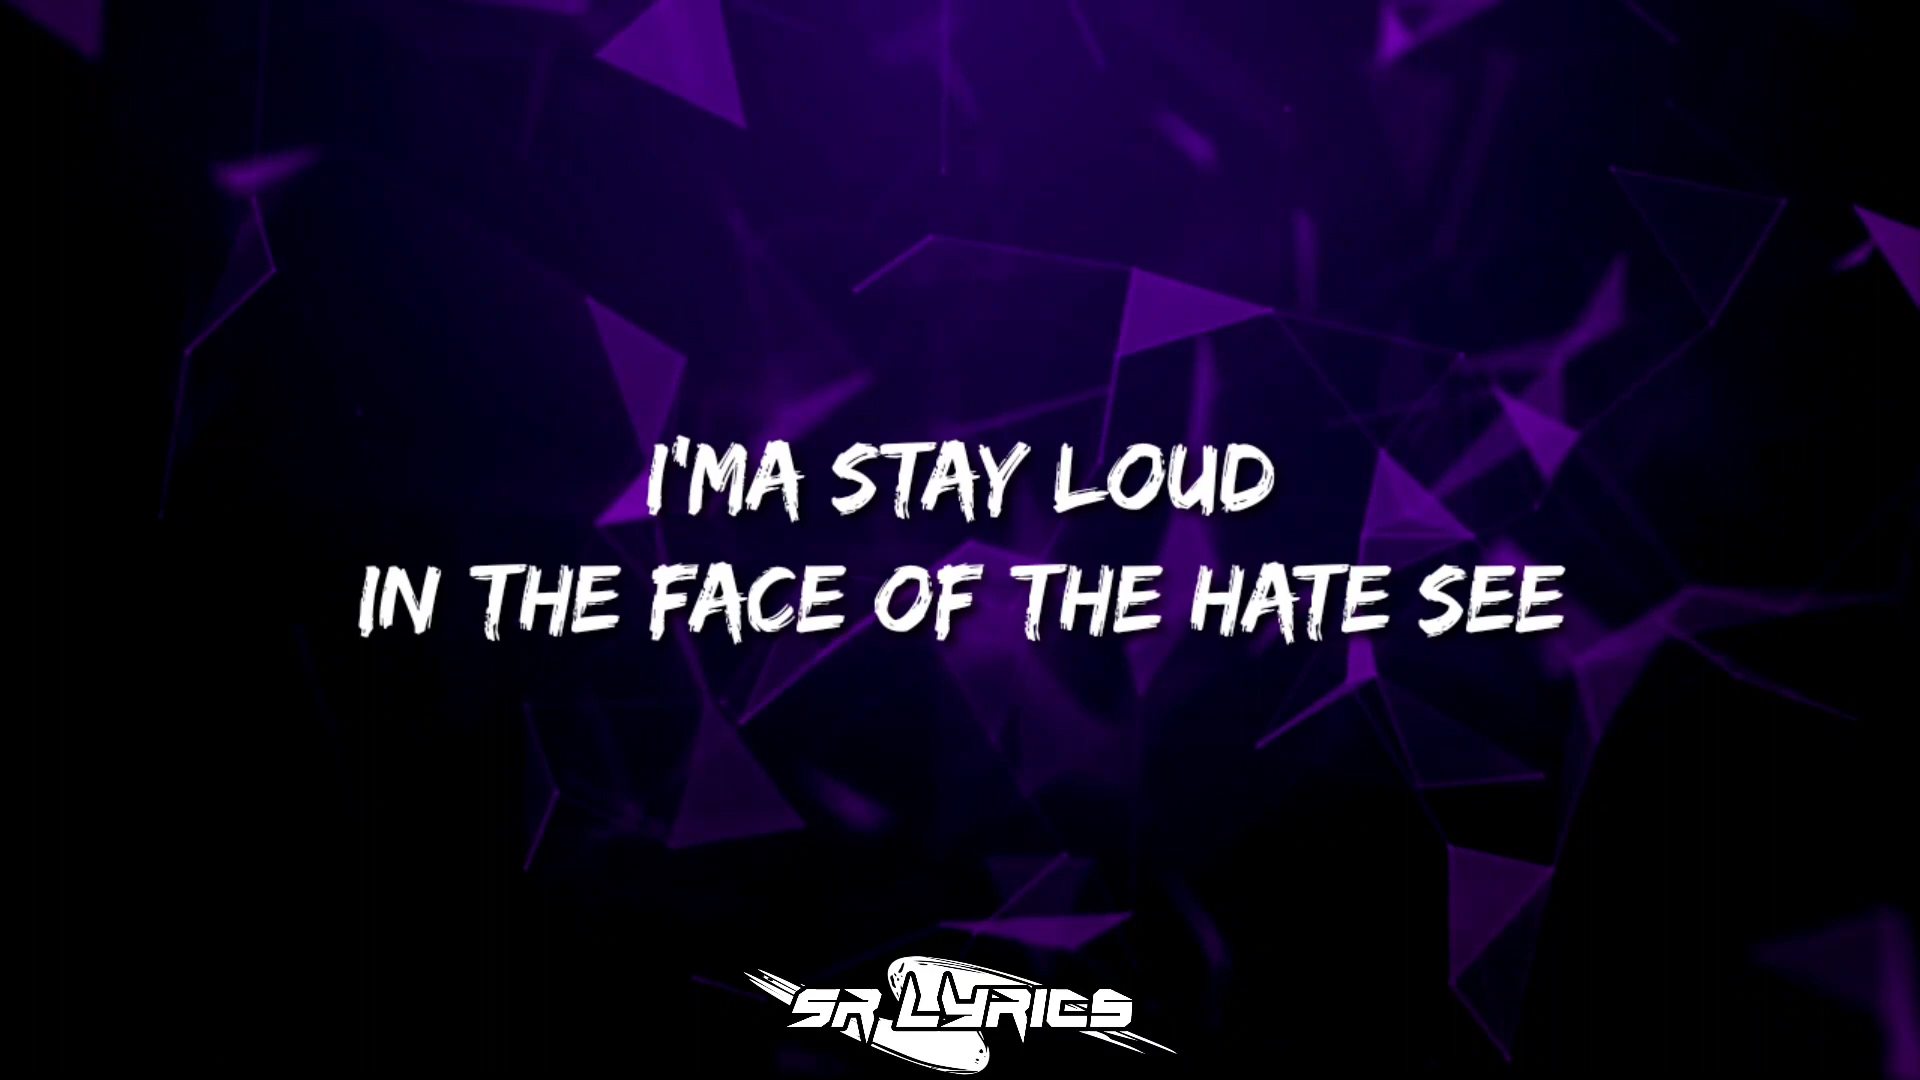 I'MA STAY LOUD
IN THE FACE OF THE HATE SEE
SR LYRICS